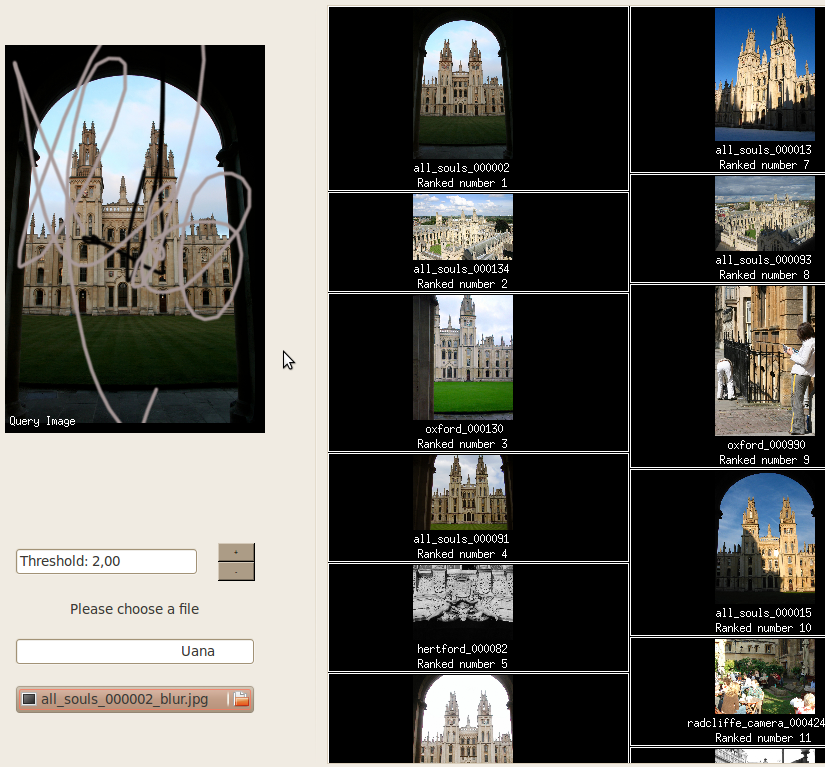 Query Image
Threshold: 2,00
+
-
Please choose a file
Uana
all_souls_000002_blur.jpg
all_souls_000002
Ranked number 1
all_souls_000134
Ranked number 2
oxford_000130
Ranked number 3
all_souls_000091
Ranked number 4
hertford_000082
Ranked number 5
all_souls_000013
Ranked number 7
all_souls_000093
Ranked number 8
oxford_000990
Ranked number 9
all_souls_000015
Ranked number 10
radcliffe_camera_000424
Ranked number 11